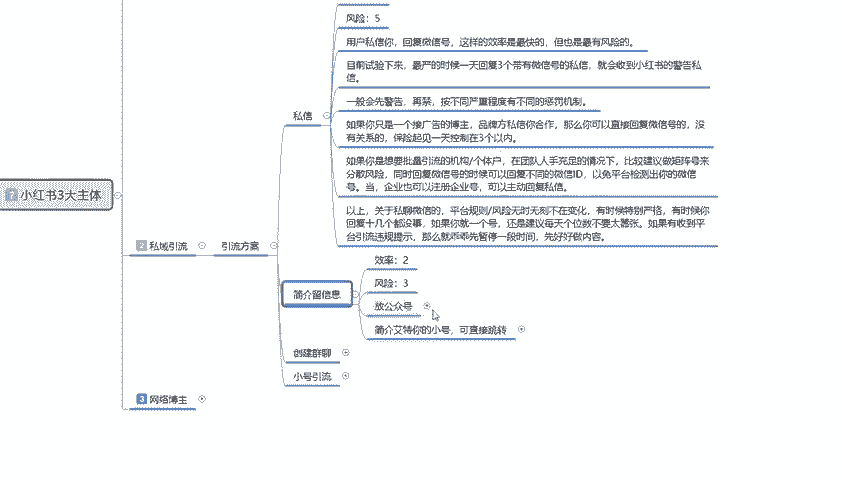 风险：5
用户私信你，回复微信号，这样的效率是最快的，但也是最有风险的。
目前试验下来，最严的时候一天回复3个带有微信号的私信，就会收到小红书的警告私
信。
一般会先警告，再禁，按不同严重程度有不同的惩罚机制。
私信
如果你只是一个接广告的博主，品牌方私信你合作，那么你可以直接回复微信号的，没
有关系的，保险起见一天控制在3个以内。
如果你是想要批量引流的机构/个体户，在团队人手充足的情况下，比较建议做矩阵号来
分散风险，同时回复微信号的时候可以回复不同的微信ID，以免平台检测出你的微信
号。当，企业也可以注册企业号，可以主动回复私信。
7 小红书3大主体
以上，关于私聊微信的，平台规则/风险无时无刻不在变化，有时候特别严格，有时候你
回复十几个都没事，如果你就一个号，还是建议每天个位数不要太嚣张。如果有收到平
台引流违规提示，那么就乖乖先暂停一段时间，先好好做内容。
2 私域引流
引流方案
效率：2
风险：3
简介留信息
放公众号
简介艾特你的小号，可直接跳转
创建群聊
小号引流
3 网络博主